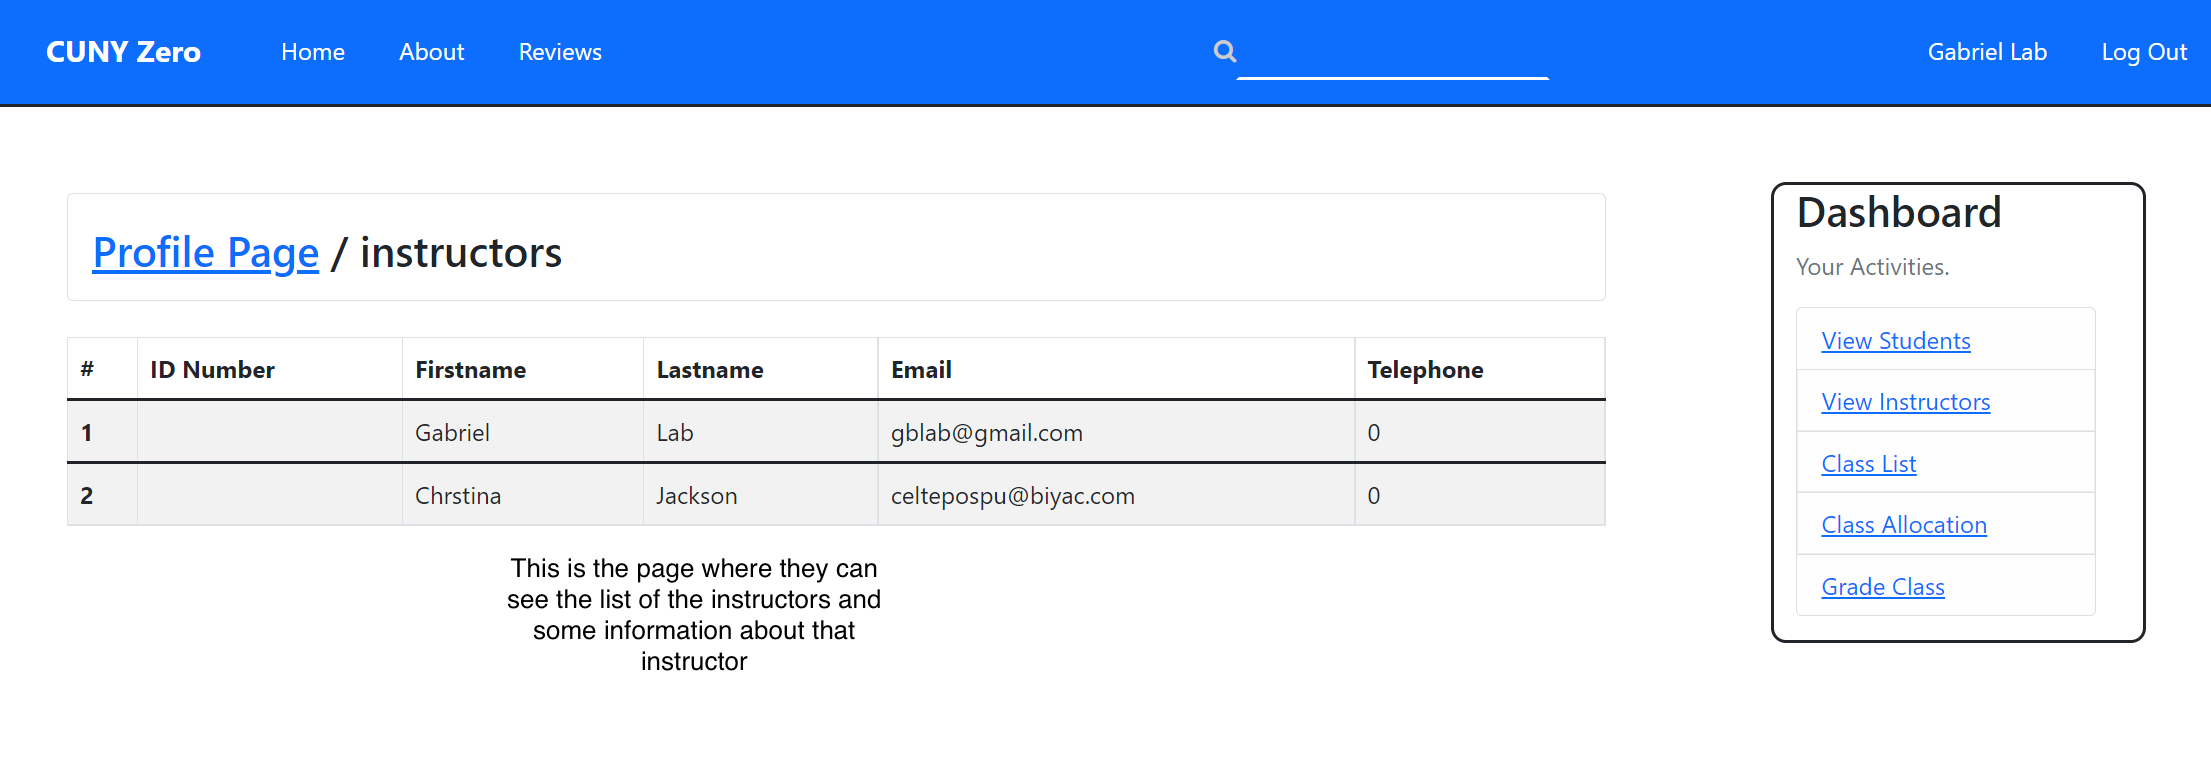 CUNY Zero Home About Reviews Gabriel Lab Log Out
Profile Page / instructors
# ID Number Firstname Lastname Email Telephone
1 Gabriel Lab gblab@gmail.com 0
2 Chrstina Jackson celtepospu@biyac.com 0
This is the page where they can
see the list of the instructors and
some information about that
instructor
Dashboard
Your Activities.
View Students
View Instructors
Class List
Class Allocation
Grade Class